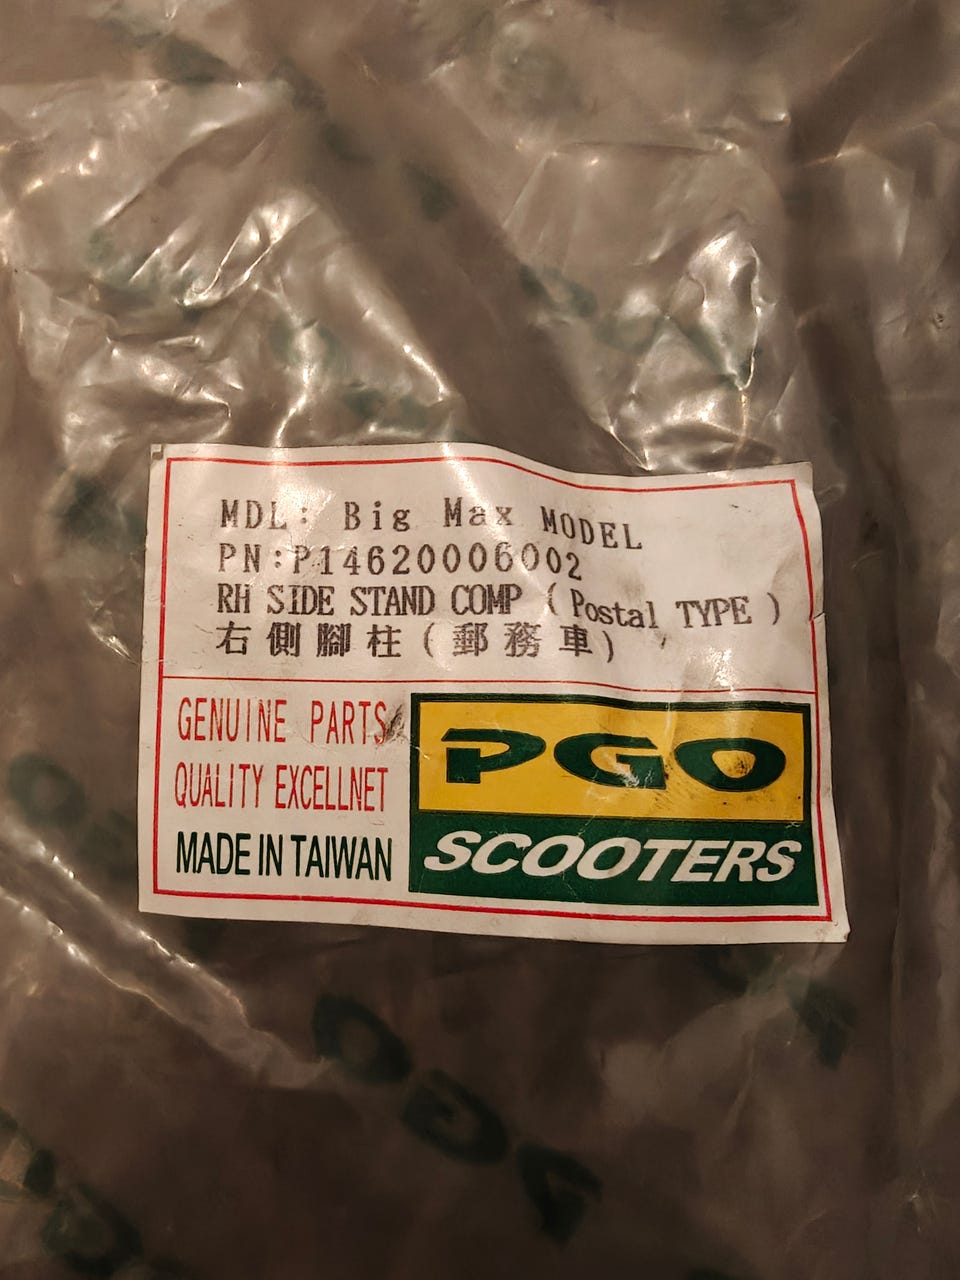 MDL: Big Max MODEL
PN:P14620006002
RH SIDE STAND COMP ( Postal TYPE )
右側腳柱(郵務車)
GENUINE PARTS
QUALITY EXCELLNET
MADE IN TAIWAN
PGO
SCOOTERS